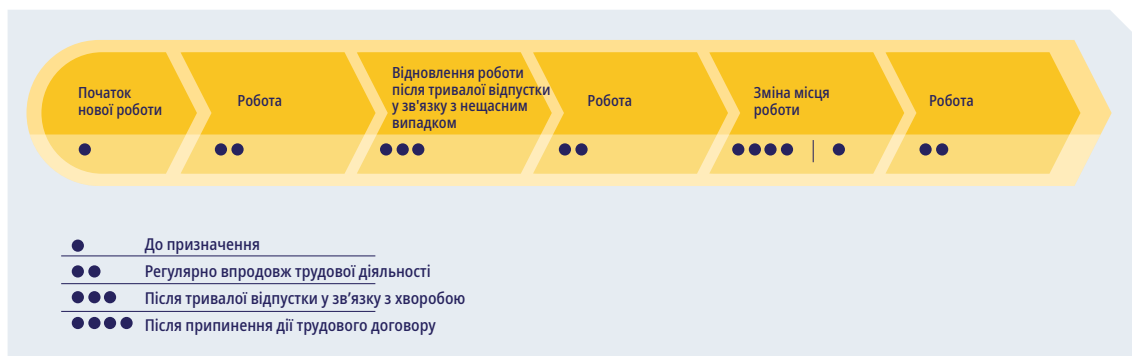 Початок
нової роботи
Робота
Відновлення роботи
після тривалої відпустки
у зв'язку з нещасним
випадком
Робота
Зміна місця
роботи
Робота
До призначення
Регулярно впродовж трудової діяльності
Після тривалої відпустки у зв’язку з хворобою
Після припинення дії трудового договору